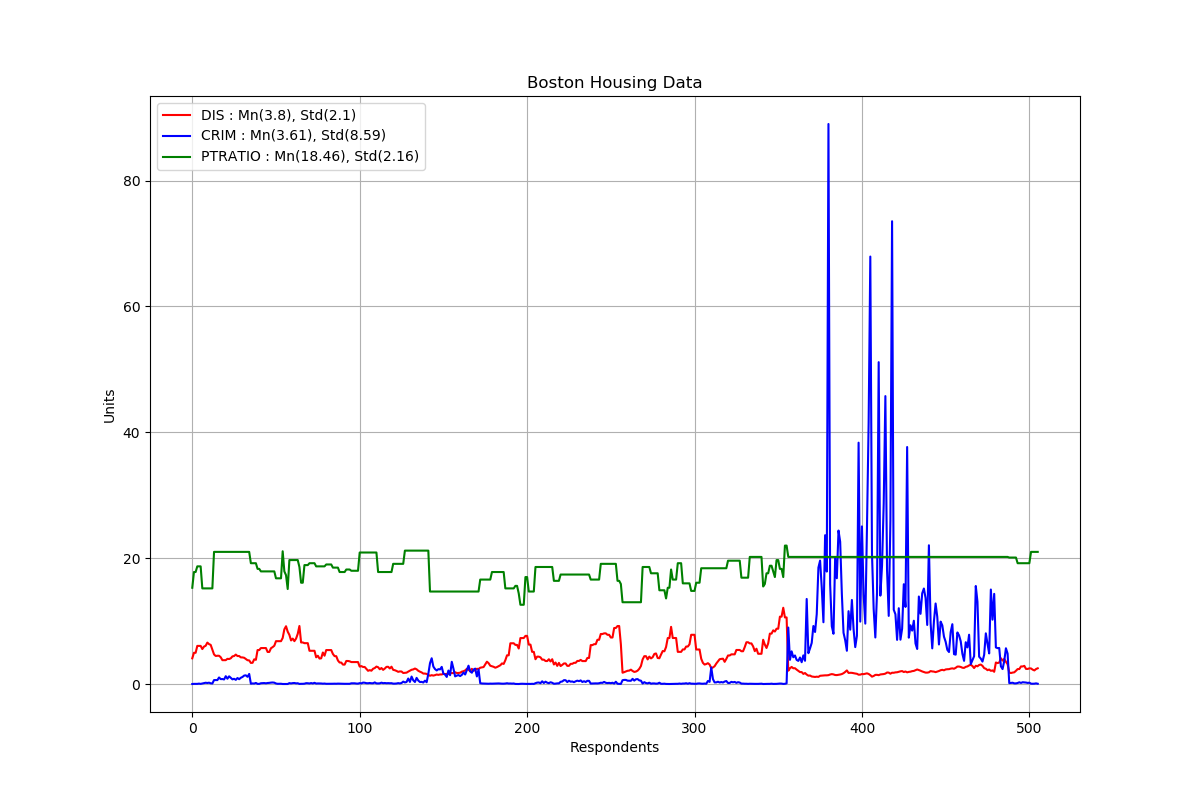 Boston Housing Data
DIS : Mn(3.8), Std(2.1)
CRIM : Mn(3.61), Std(8.59)
PTRATIO : Mn(18.46), Std(2.16)
80
60
40
20
0
Units
0 100 200 300 400 500
Respondents